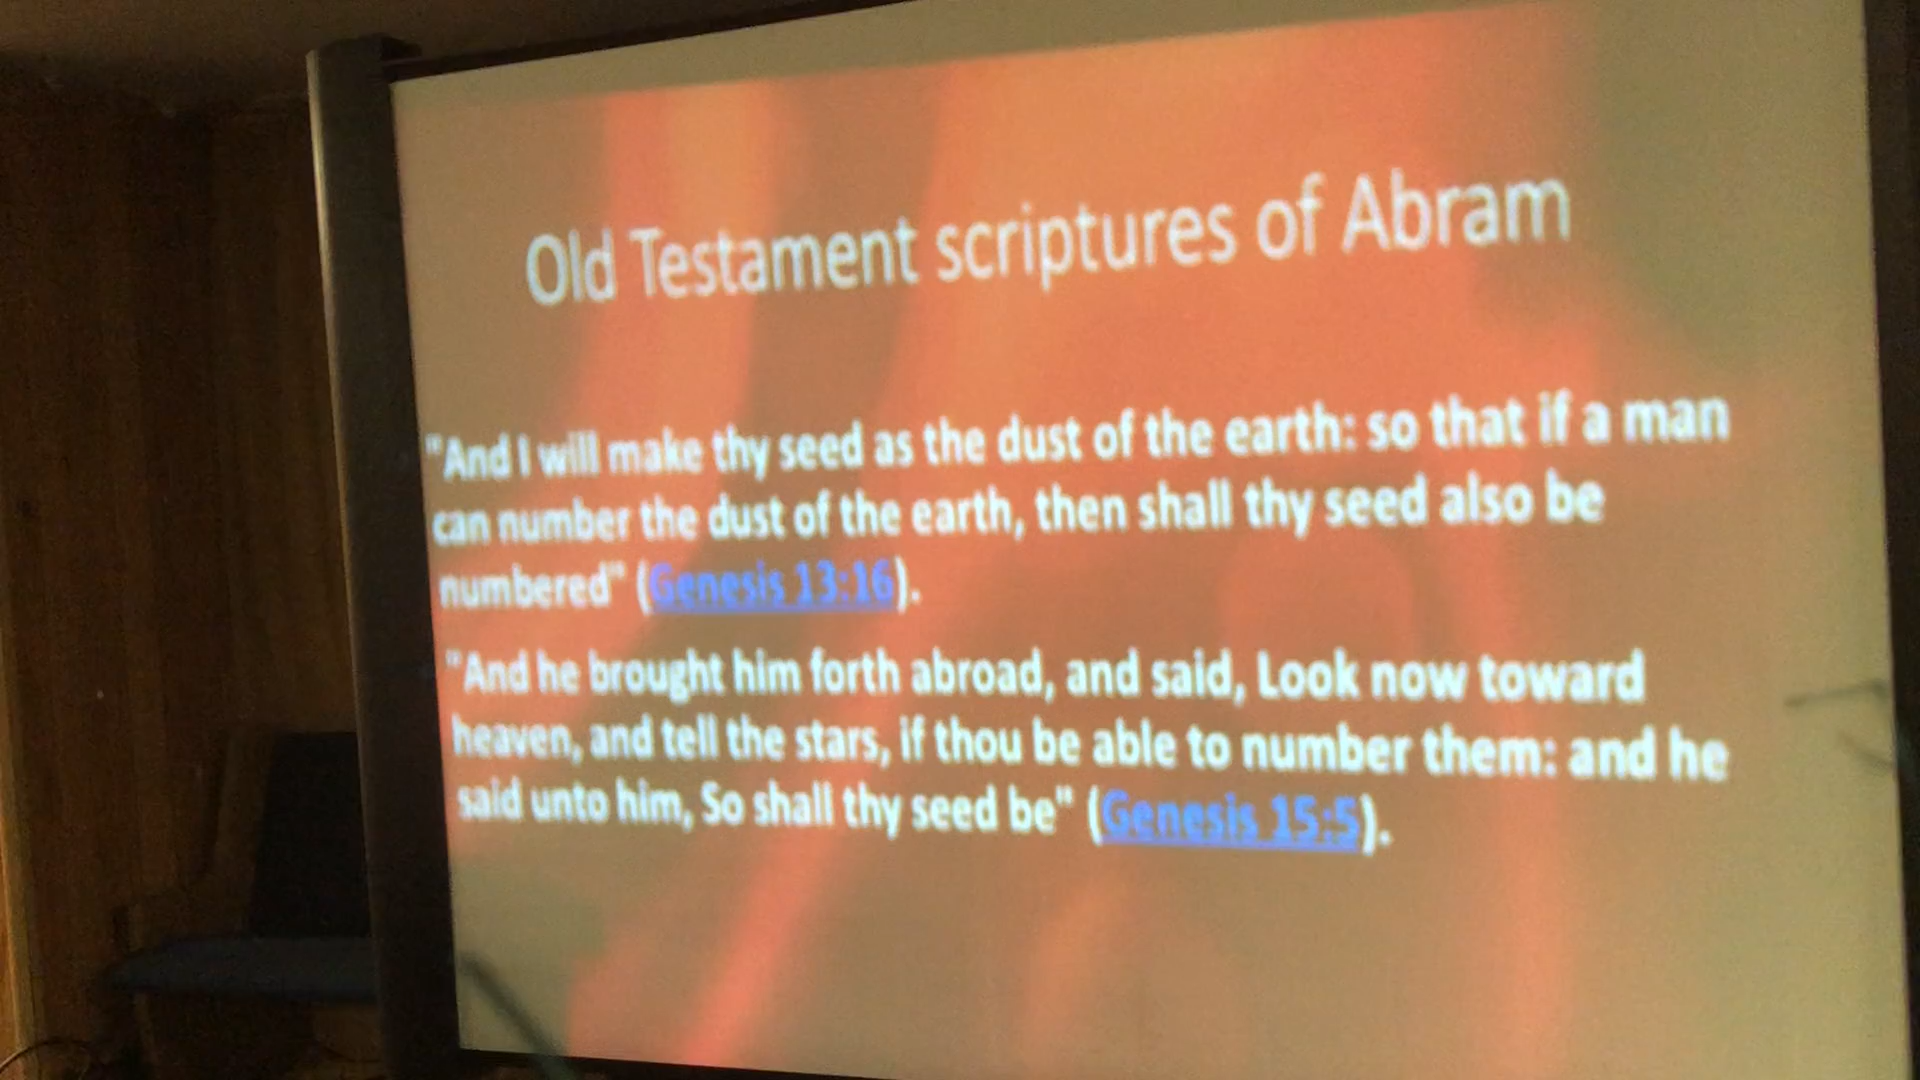 Old Testament scriptures of Abram
"And I will make thy seed as the dust of the earth: so that if a man
can number the dust of the earth, then shall thy seed also be
numbered" (Genesis 13:16).
"And he brought him forth abroad, and said, Look now toward
heaven, and tell the stars, if thou be able to number them: and he
said unto him, So shall thy seed be" (Genesis 15:5).